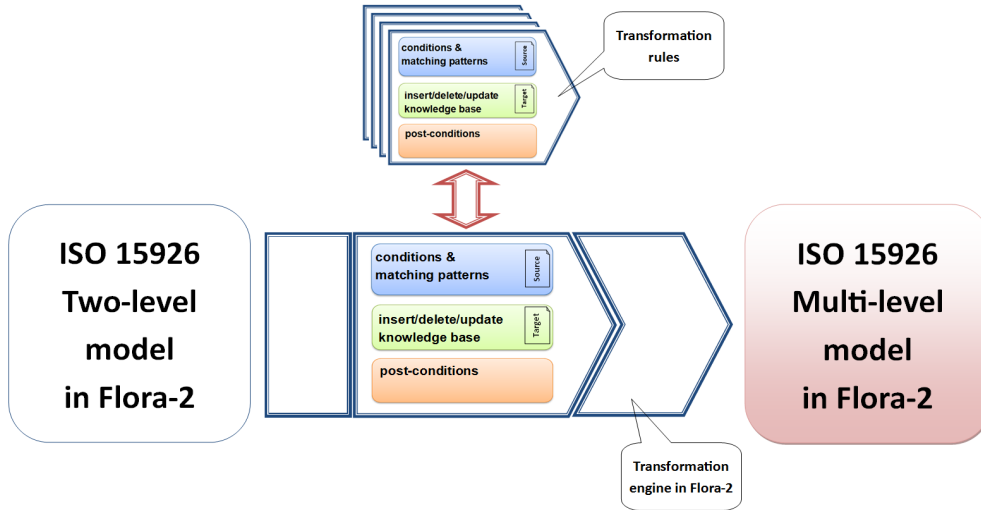 conditions &
matching patterns
Source
insert/delete/update
knowledge base
Target
post-conditions
Transformation
rules
ISO 15926
Two-level
model
in Flora-2
conditions &
matching patterns
Source
insert/delete/update
knowledge base
Target
post-conditions
ISO 15926
Multi-level
model
in Flora-2
Transformation
engine in Flora-2